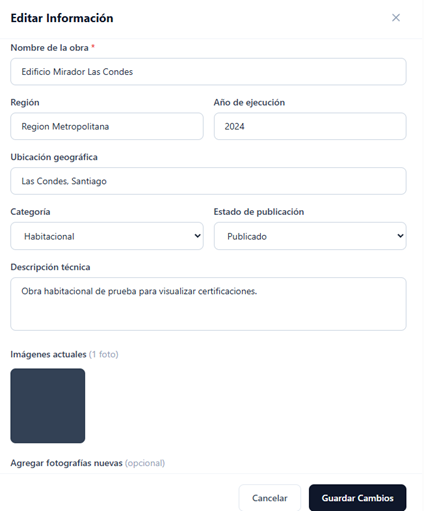 Editar Información
Nombre de la obra *
Edificio Mirador Las Condes
Región
Año de ejecución
Region Metropolitana
2024
Ubicación geográfica
Las Condes, Santiago
Categoría
Estado de publicación
Habitacional
Publicado
Descripción técnica
Obra habitacional de prueba para visualizar certificaciones.
Imágenes actuales (1 foto)
Agregar fotografías nuevas (opcional)
Cancelar
Guardar Cambios